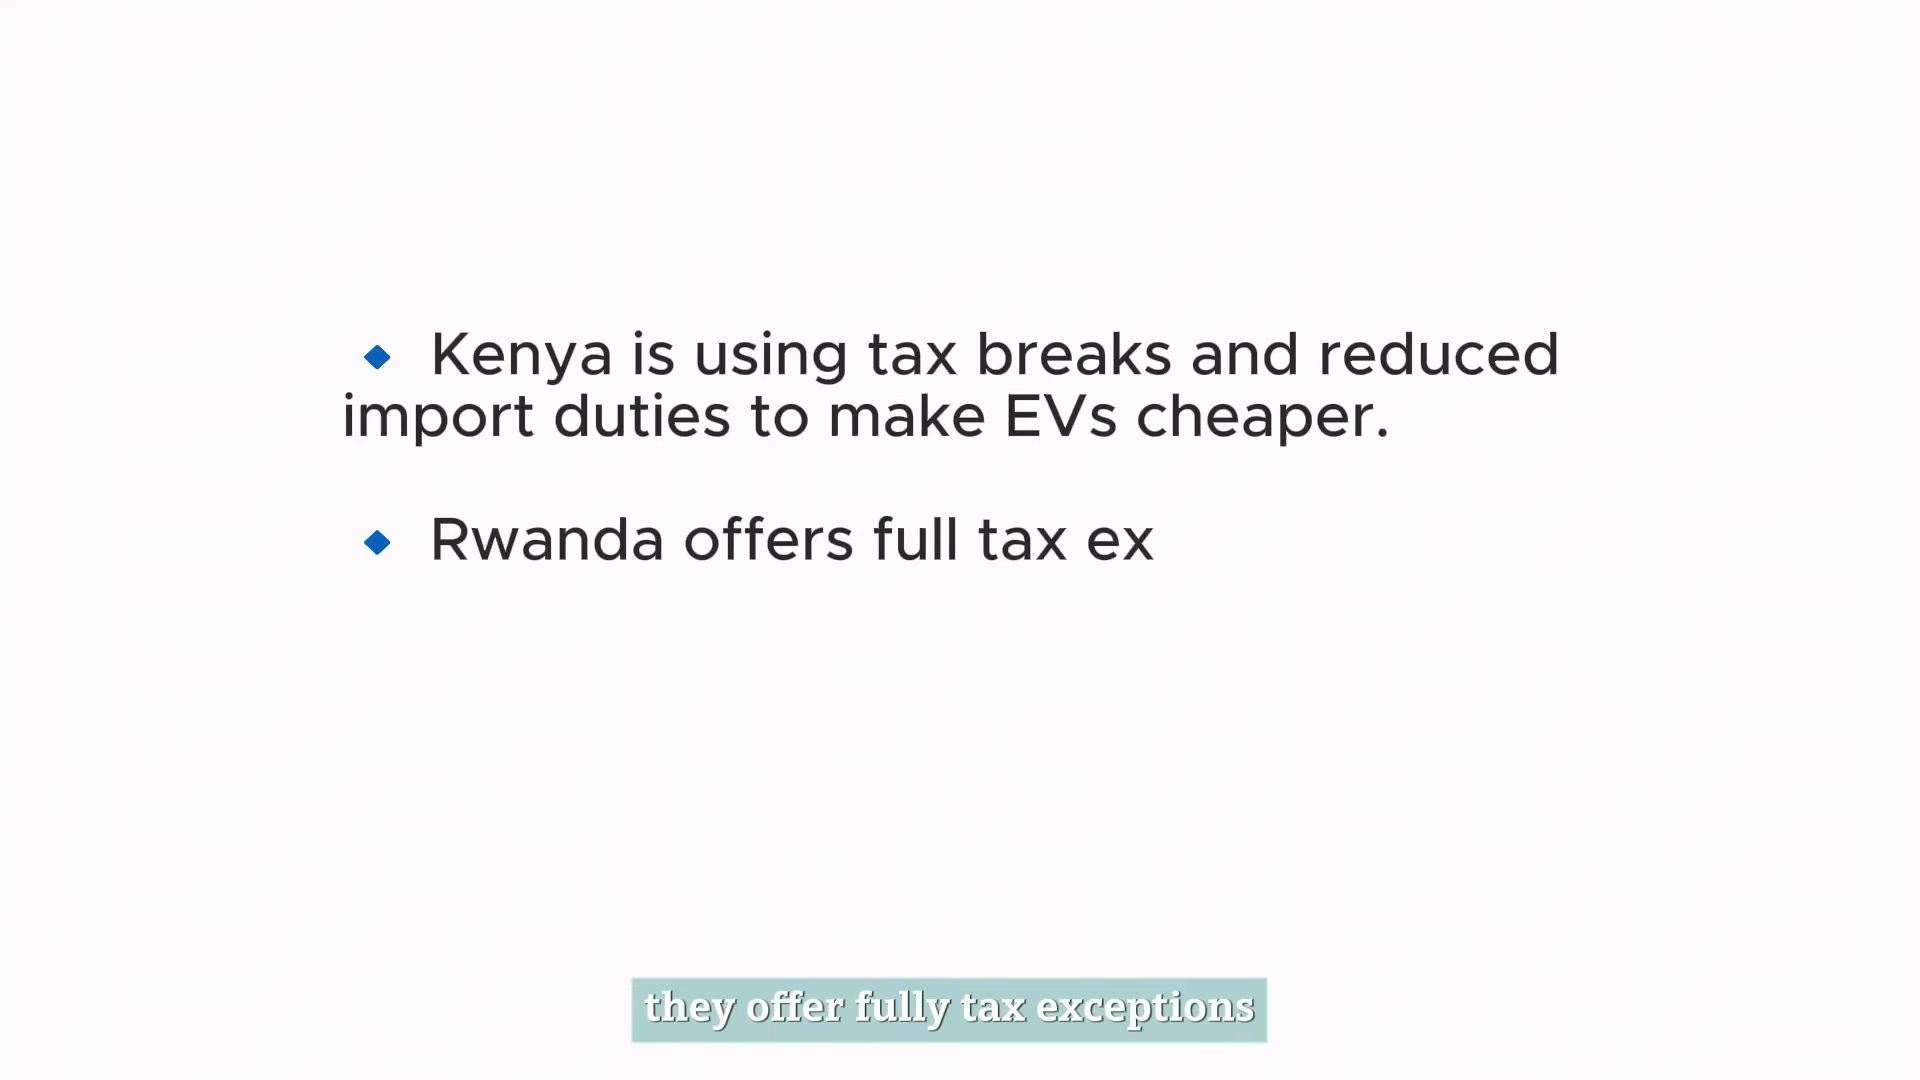 🔹 Kenya is using tax breaks and reduced
import duties to make EVs cheaper.
🔹 Rwanda offers full tax ex
they offer fully tax exceptions